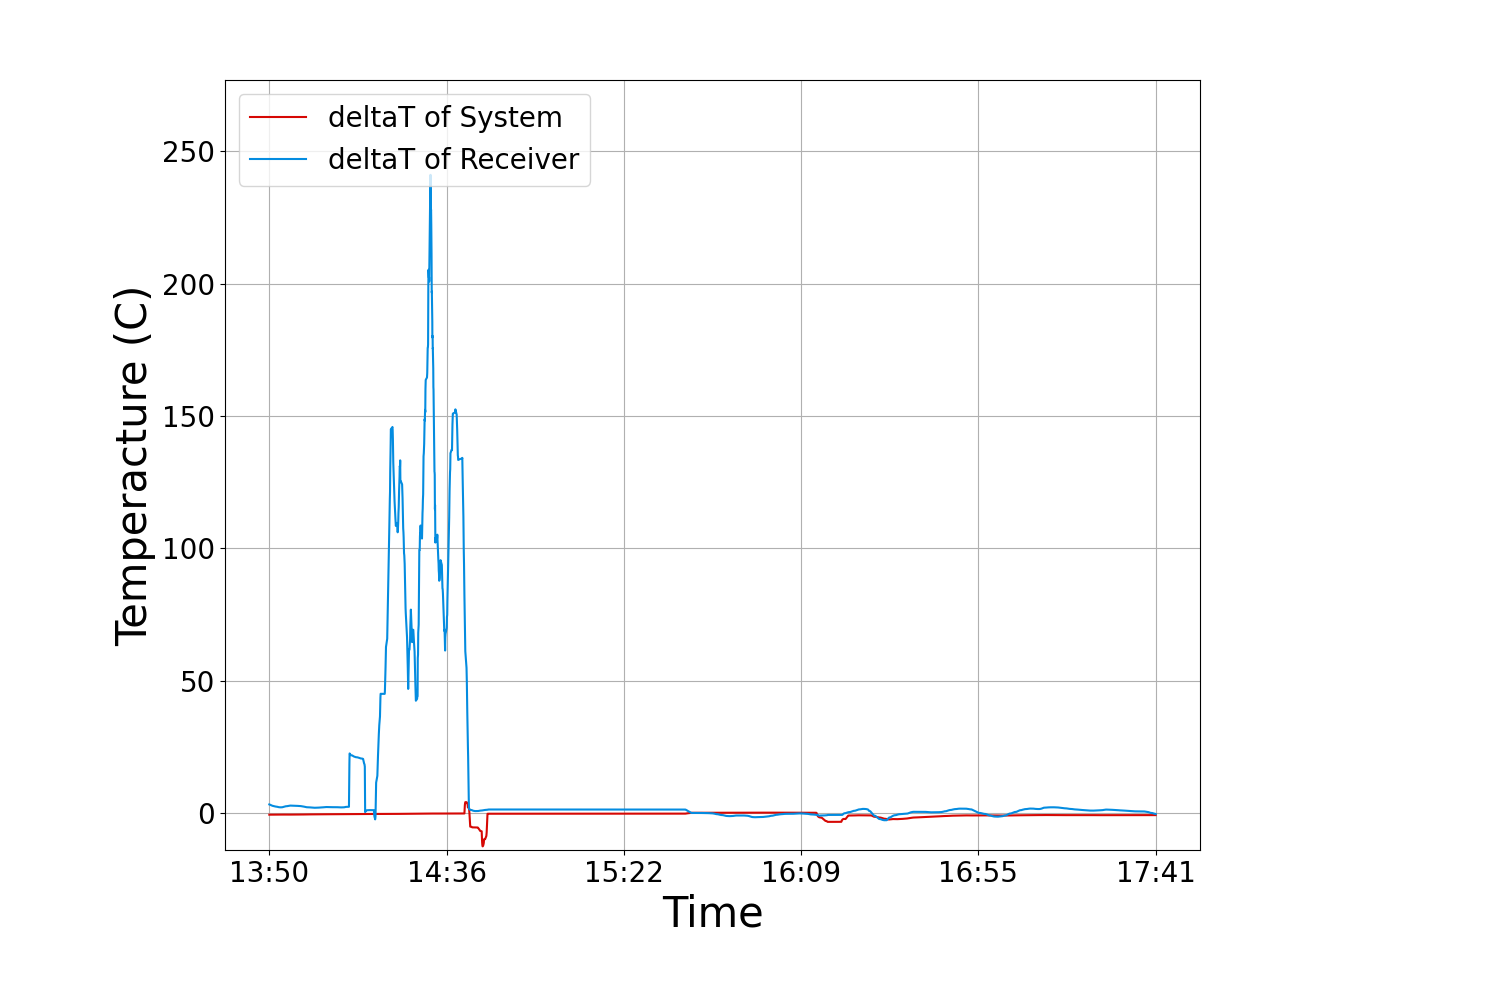 deltaT of System
deltaT of Receiver
250
200
150
100
50
0
Temperacture (C)
13:50 14:36 15:22 16:09 16:55 17:41
Time